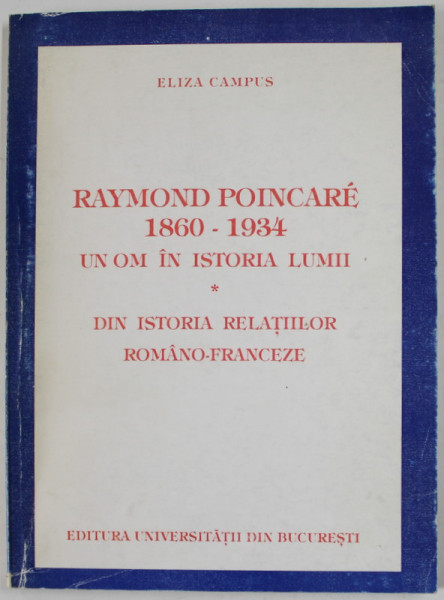 ELIZA CAMPUS
RAYMOND POINCARÉ
1860 - 1934
UN OM ÎN ISTORIA LUMII
*
DIN ISTORIA RELAȚIILOR
ROMÂNO-FRANCEZE
EDITURA UNIVERSITĂȚII DIN BUCUREȘTI